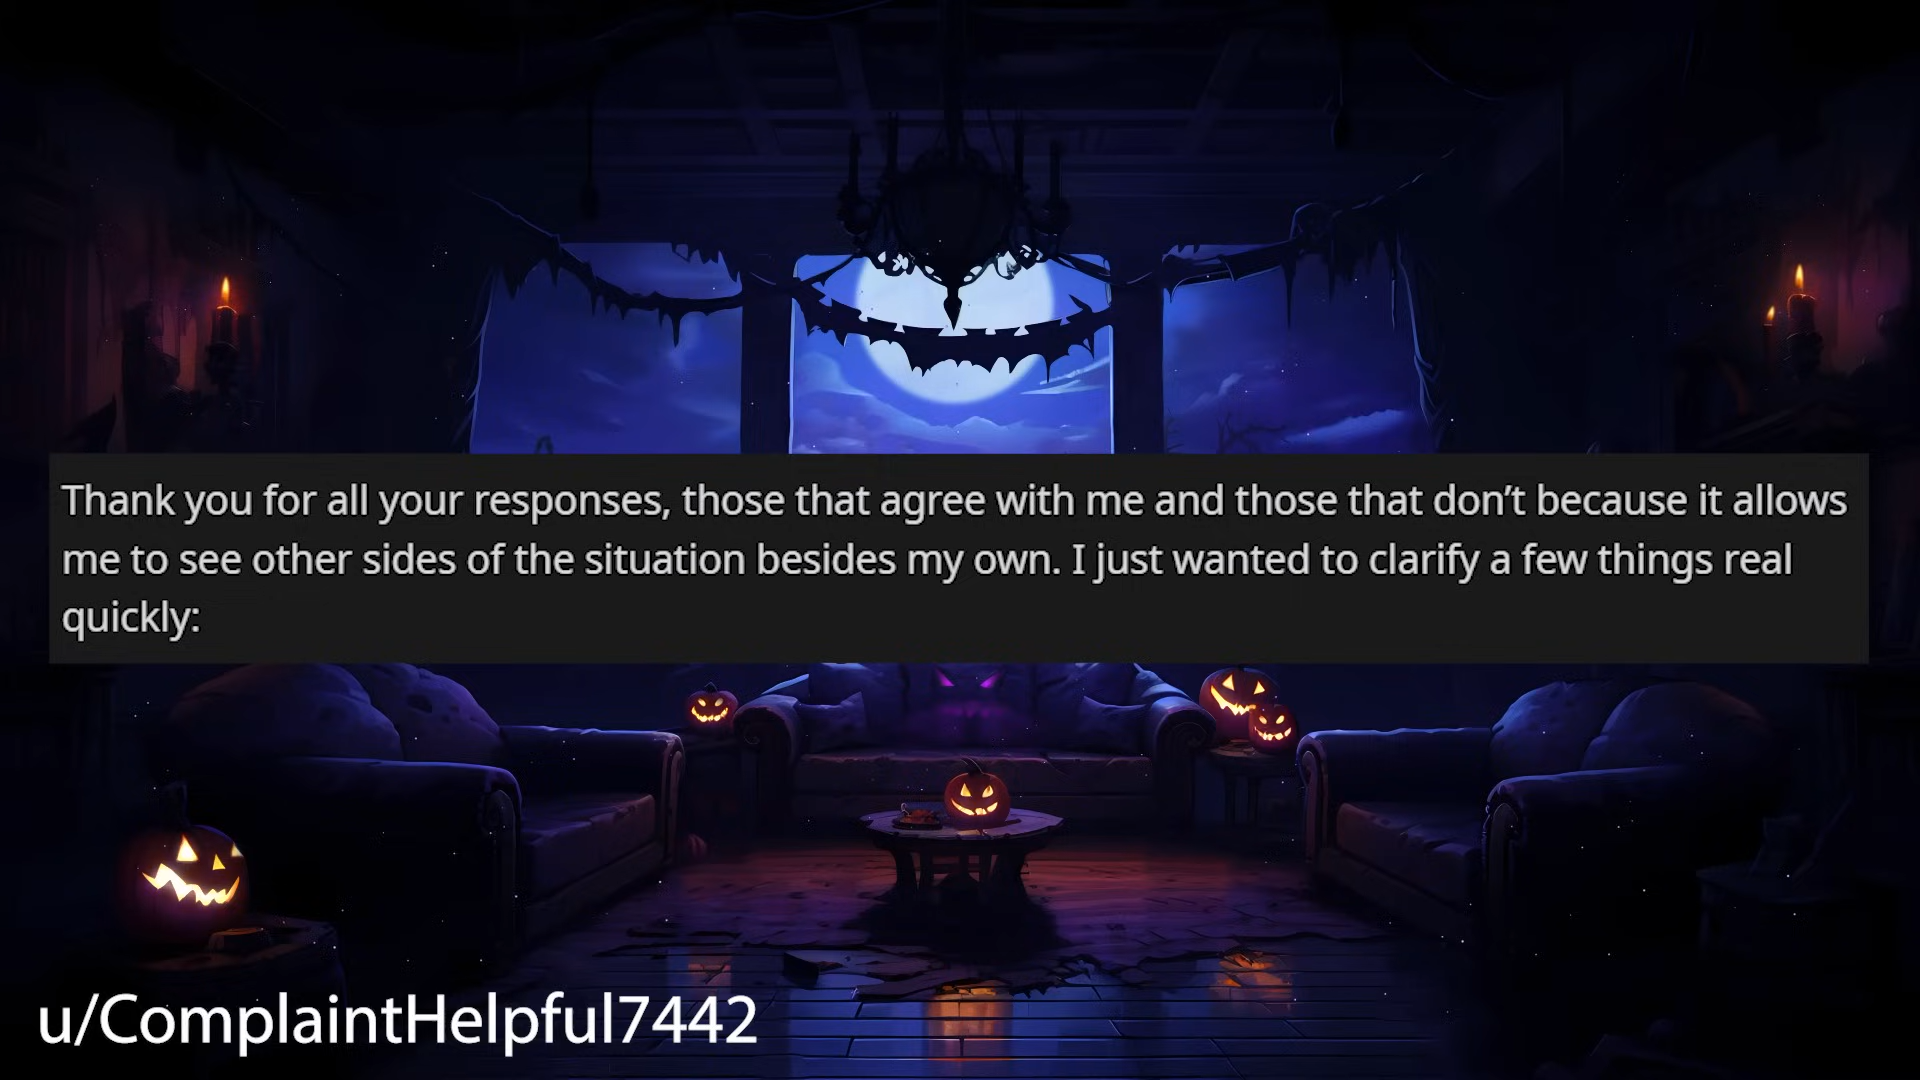 Thank you for all your responses, those that agree with me and those that don’t because it allows
me to see other sides of the situation besides my own. I just wanted to clarify a few things real
quickly:
u/ComplaintHelpful7442